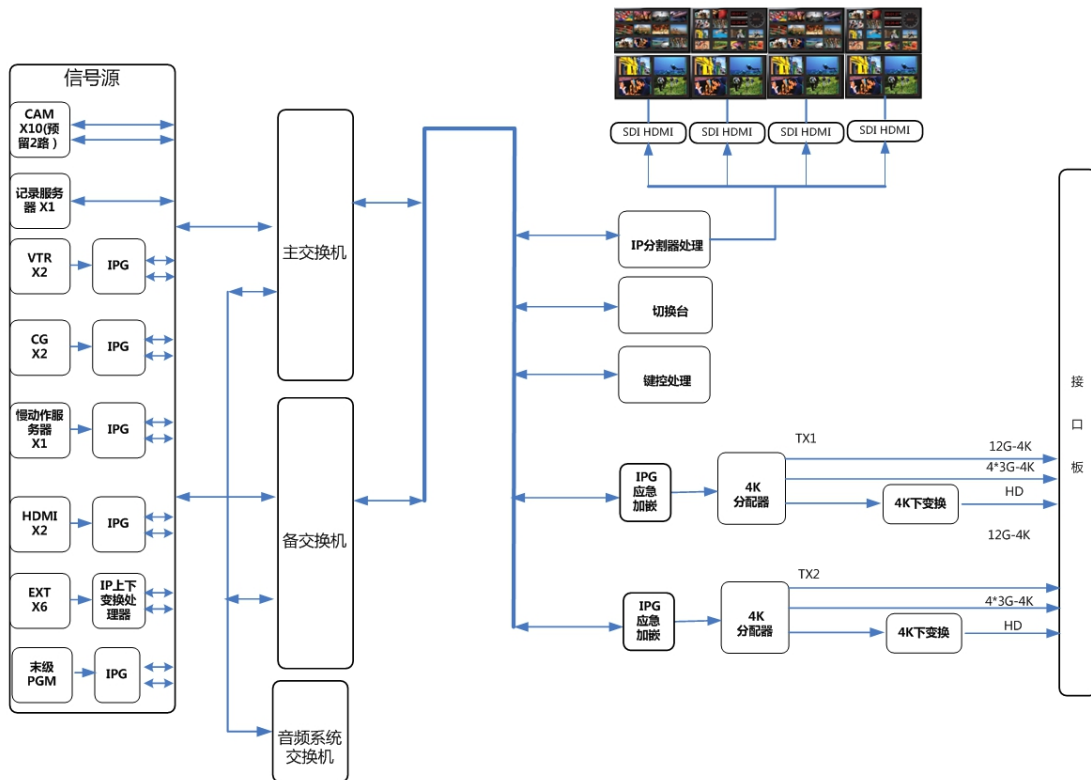 信号源
CAM
X10(预
留2路 )
记录服务
器 X1
VTR
X2
IPG
CG
X2
IPG
慢动作服
务器
X1
IPG
HDMI
X2
IPG
EXT
X6
IP上下
变换处
理器
末级
PGM
IPG
主交换机
备交换机
音频系统
交换机
SDI HDMI
SDI HDMI
SDI HDMI
SDI HDMI
IP分割器处理
切换台
键控处理
IPG
应急
加嵌
4K
分配器
TX1
12G-4K
4*3G-4K
4K下变换
HD
12G-4K
IPG
应急
加嵌
4K
分配器
TX2
4*3G-4K
4K下变换
HD
接
口
板